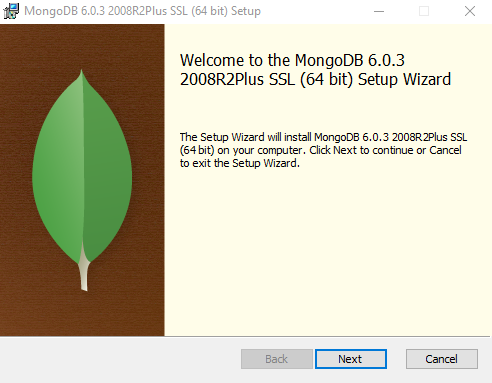 MongoDB 6.0.3 2008R2Plus SSL (64 bit) Setup
Welcome to the MongoDB 6.0.3
2008R2Plus SSL (64 bit) Setup Wizard
The Setup Wizard will install MongoDB 6.0.3 2008R2Plus SSL
(64 bit) on your computer. Click Next to continue or Cancel
to exit the Setup Wizard.
Back Next Cancel